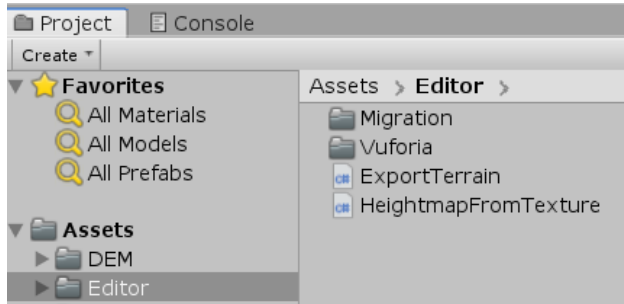 Project Console
Create
Favorites
All Materials
All Models
All Prefabs
Assets
DEM
Editor
Assets > Editor >
Migration
Vuforia
c# ExportTerrain
c# HeightmapFromTexture